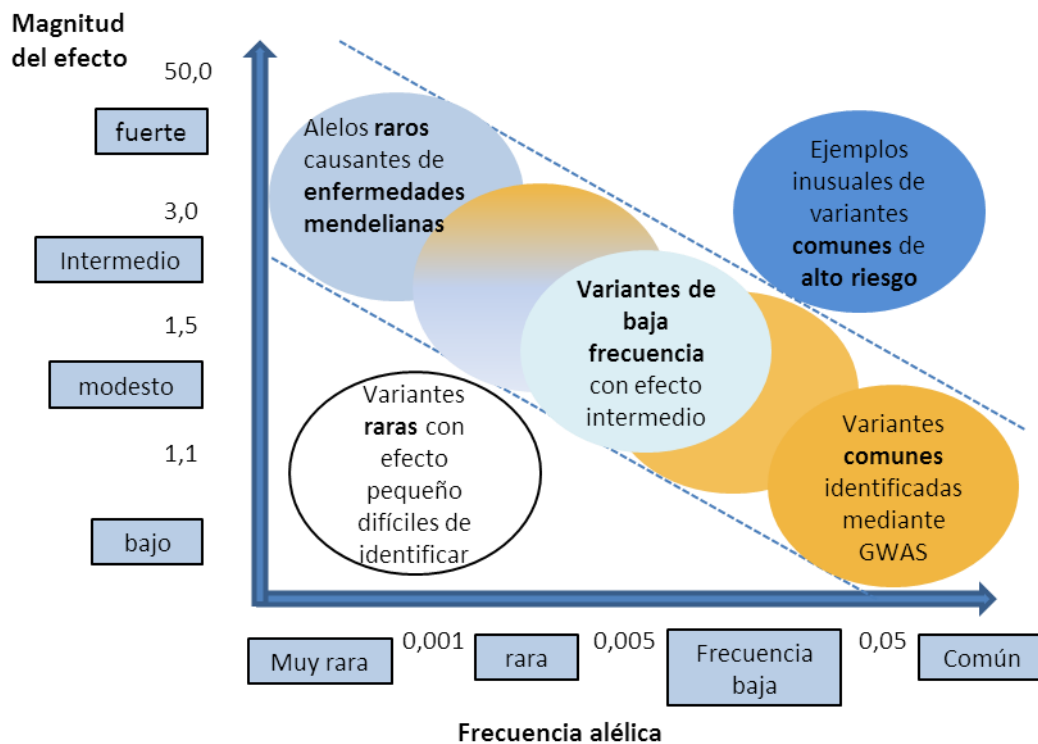 Magnitud
del efecto
50,0
fuerte
3,0
Intermedio
1,5
modesto
1,1
bajo
Alelos raros
causantes de
enfermedades
mendelianas
Ejemplos
inusuales de
variantes
comunes de
alto riesgo
Variantes de
baja
frecuencia
con efecto
intermedio
Variantes
raras con
efecto
pequeño
difíciles de
identificar
Variantes
comunes
identificadas
mediante
GWAS
Muy rara
0,001
rara
0,005
Frecuencia
baja
0,05
Común
Frecuencia alélica